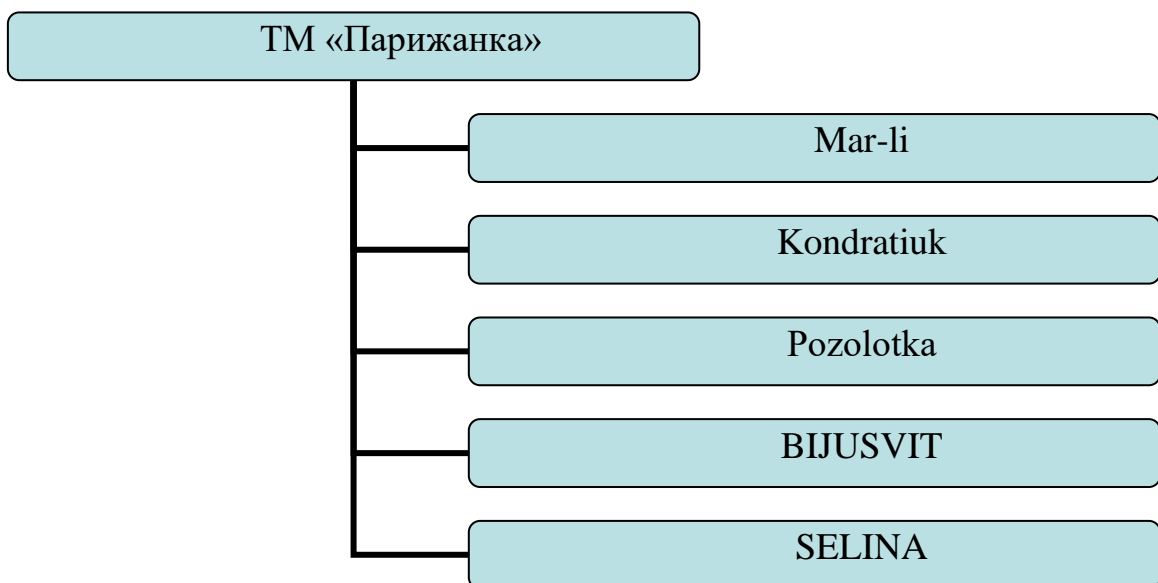 ТМ «Парижанка»
Mar-li
Kondratiuk
Pozolotka
BIJUSVIT
SELINA